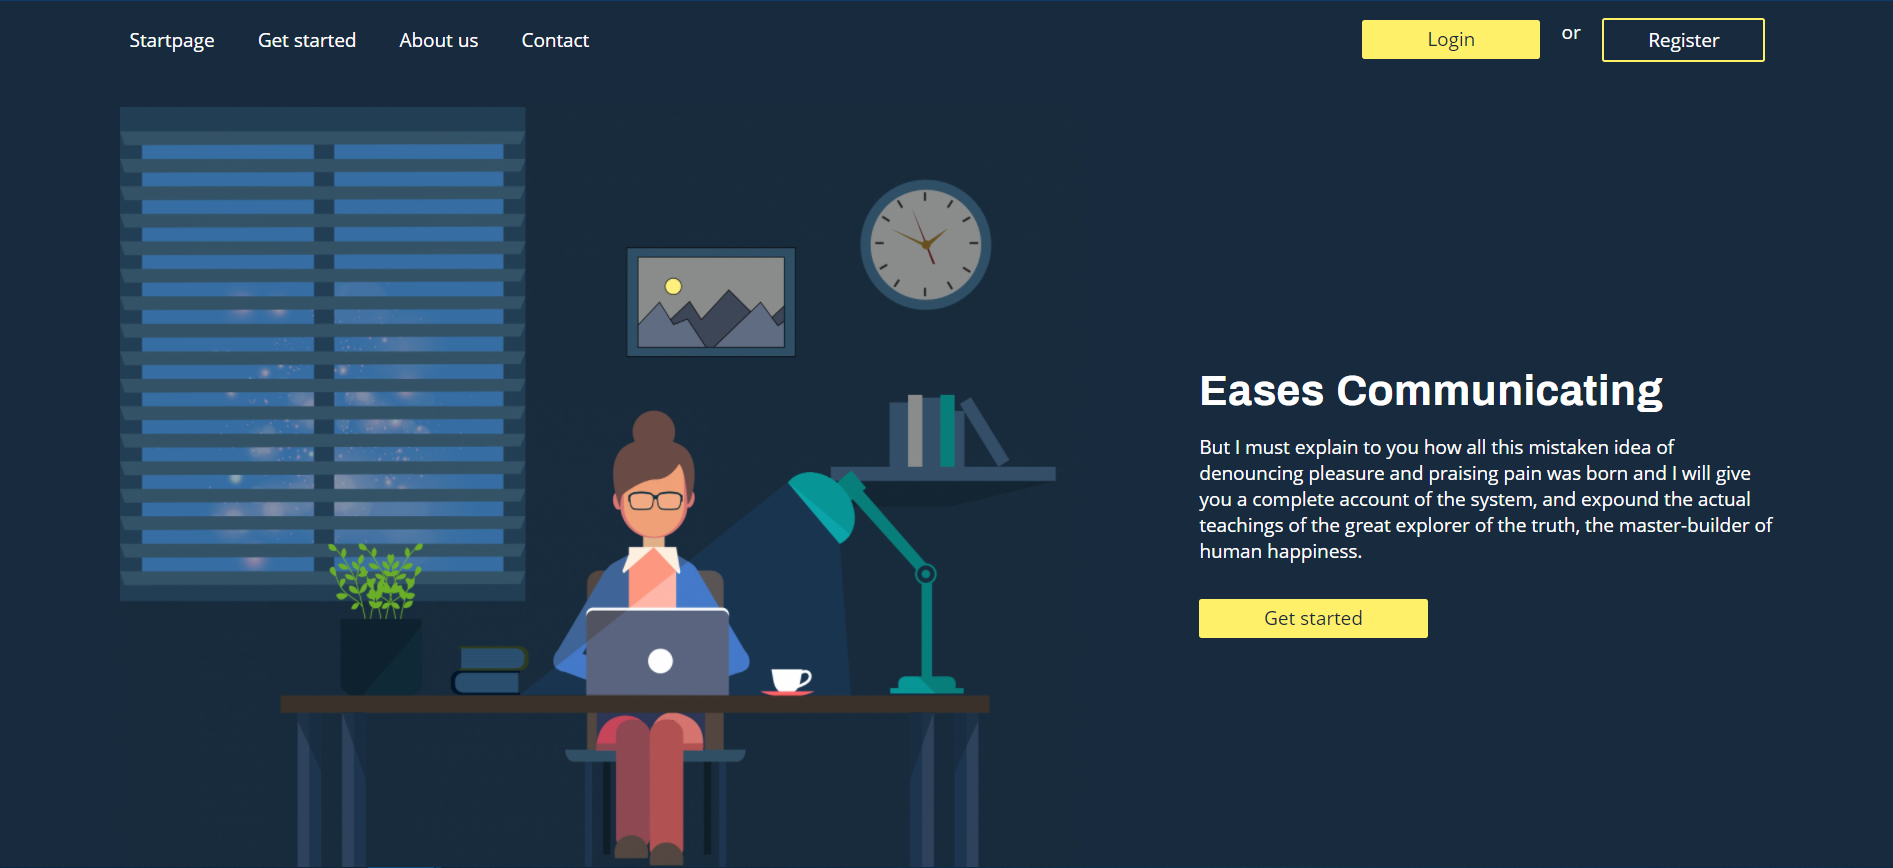 Startpage Get started About us Contact Login or Register
Eases Communicating
But I must explain to you how all this mistaken idea of
denouncing pleasure and praising pain was born and I will give
you a complete account of the system, and expound the actual
teachings of the great explorer of the truth, the master-builder of
human happiness.
Get started